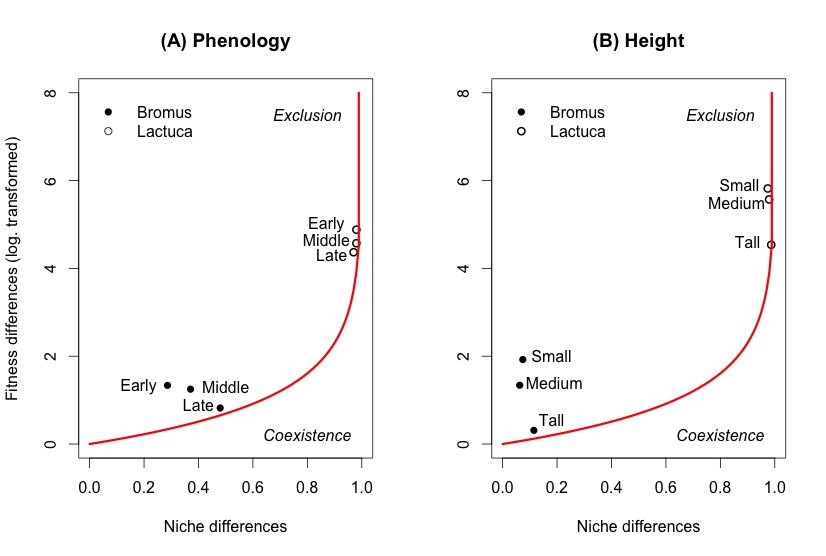 (A) Phenology
Fitness differences (log. transformed)
8
6
4
2
0
Bromus
Lactuca
Exclusion
Early
Middle
Late
Early
Middle
Late
Coexistence
0.0 0.2 0.4 0.6 0.8 1.0
Niche differences
(B) Height
8
6
4
2
0
Bromus
Lactuca
Exclusion
Small
Medium
Tall
Small
Medium
Tall
Coexistence
0.0 0.2 0.4 0.6 0.8 1.0
Niche differences